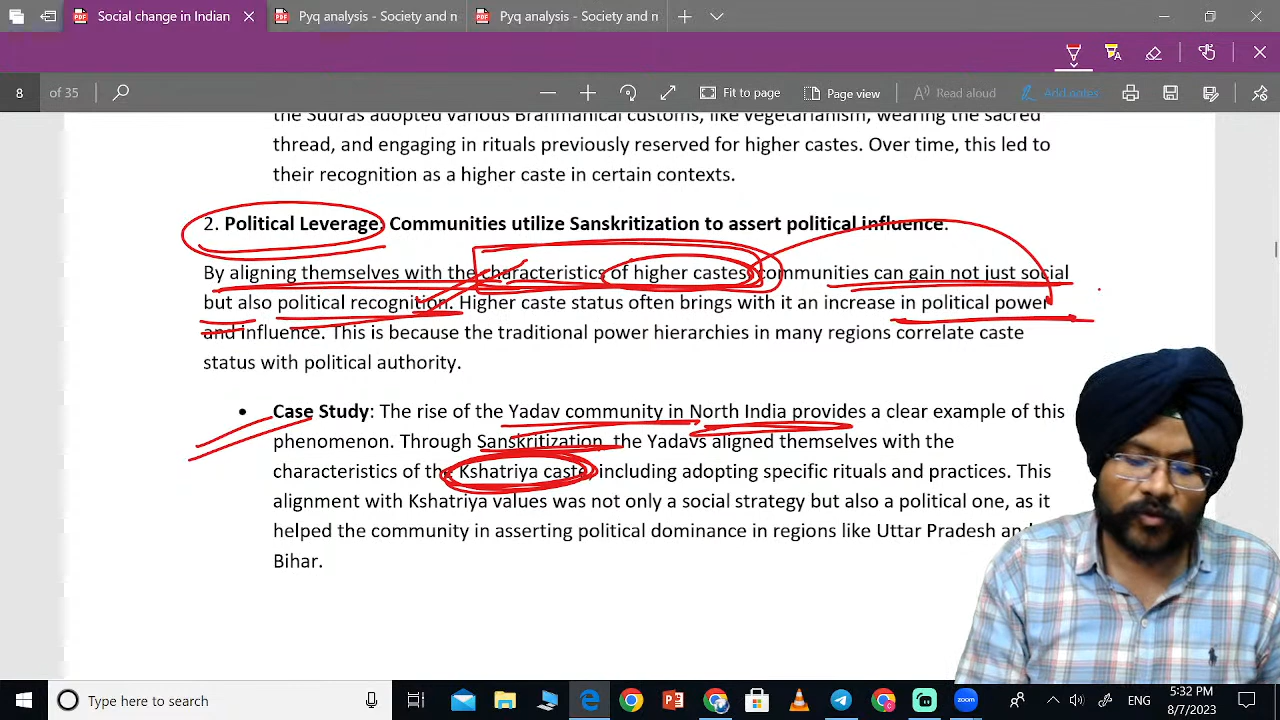 Social change in Indian
Pyq analysis - Society and n
Pyq analysis - Society and n
8 of 35
Fit to page
Page view
Read aloud
Add notes
the Sudras adopted various Brahmanical customs, like vegetarianism, wearing the sacred
thread, and engaging in rituals previously reserved for higher castes. Over time, this led to
their recognition as a higher caste in certain contexts.
2. Political Leverage: Communities utilize Sanskritization to assert political influence.
By aligning themselves with the characteristics of higher castes, communities can gain not just social
but also political recognition. Higher caste status often brings with it an increase in political power
and influence. This is because the traditional power hierarchies in many regions correlate caste
status with political authority.
• Case Study: The rise of the Yadav community in North India provides a clear example of this
phenomenon. Through Sanskritization, the Yadavs aligned themselves with the
characteristics of the Kshatriya caste, including adopting specific rituals and practices. This
alignment with Kshatriya values was not only a social strategy but also a political one, as it
helped the community in asserting political dominance in regions like Uttar Pradesh and
Bihar.
Type here to search
zoom
ENG
5:32 PM
8/7/2023